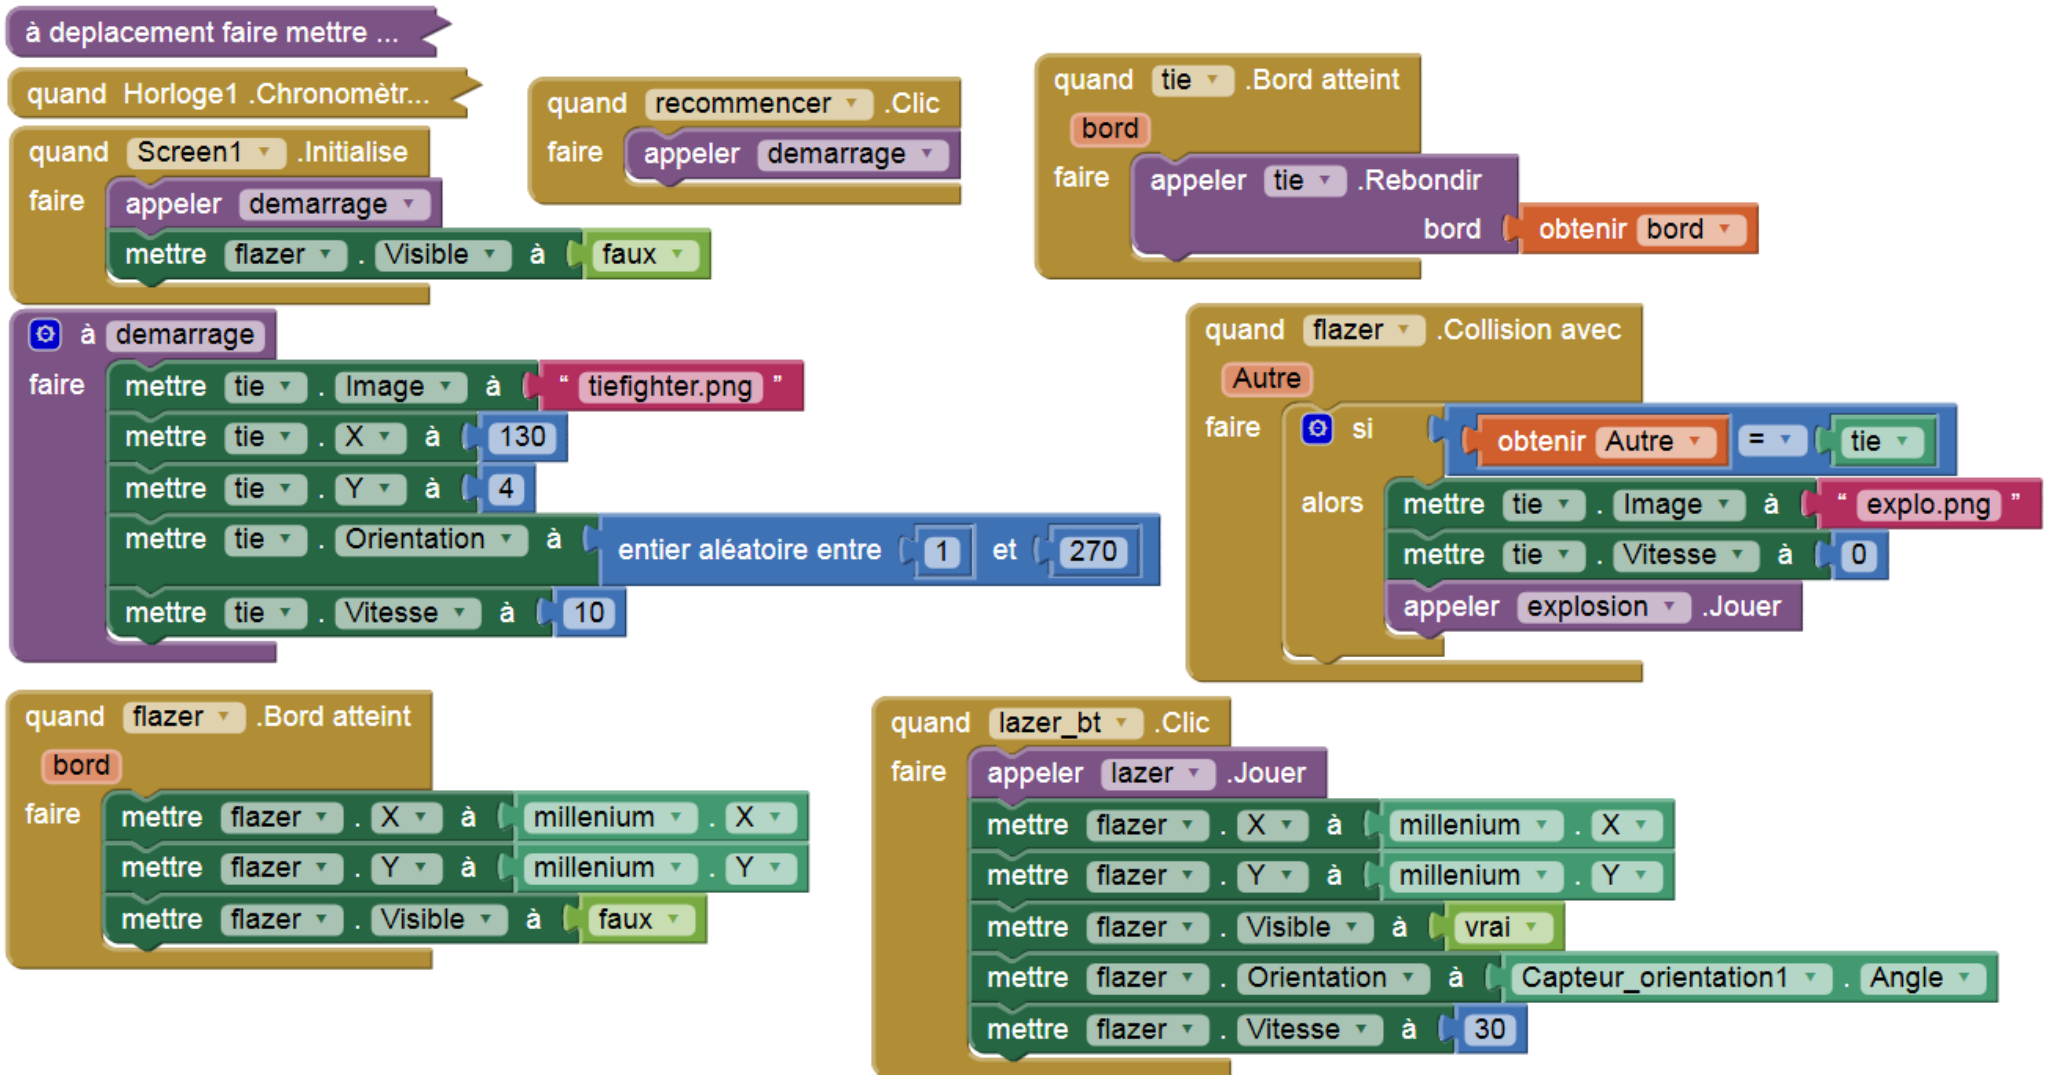 à deplacement faire mettre ...
quand Horloge1 .Chronomètr...
quand Screen1 .Initialise
faire appeler demarrage
mettre flazer . Visible à faux
quand recommencer .Clic
faire appeler demarrage
quand tie .Bord atteint
bord
faire appeler tie .Rebondir
bord obtenir bord
à demarrage
faire mettre tie . Image à " tiefighter.png "
mettre tie . X à 130
mettre tie . Y à 4
mettre tie . Orientation à entier aléatoire entre 1 et 270
mettre tie . Vitesse à 10
quand flazer .Collision avec
Autre
faire si obtenir Autre = tie
alors mettre tie . Image à " explo.png "
mettre tie . Vitesse à 0
appeler explosion .Jouer
quand flazer .Bord atteint
bord
faire mettre flazer . X à millenium . X
mettre flazer . Y à millenium . Y
mettre flazer . Visible à faux
quand lazer_bt .Clic
faire appeler lazer .Jouer
mettre flazer . X à millenium . X
mettre flazer . Y à millenium . Y
mettre flazer . Visible à vrai
mettre flazer . Orientation à Capteur_orientation1 . Angle
mettre flazer . Vitesse à 30